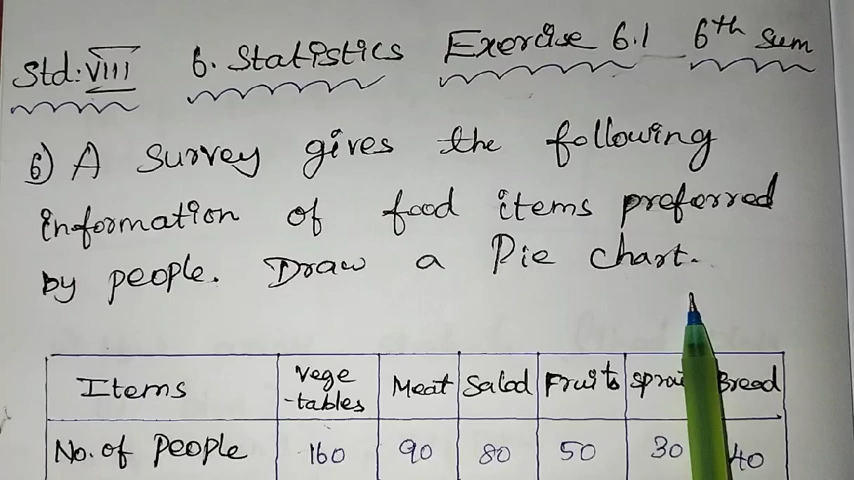 Std: VIII 6. Statistics Exercise 6.1 6th Sum
6) A survey gives the following
information of food items preferred
by people. Draw a Pie chart.
Items Vege-tables Meat Salad Fruits Bread
No. of People 160 90 80 50 30 40